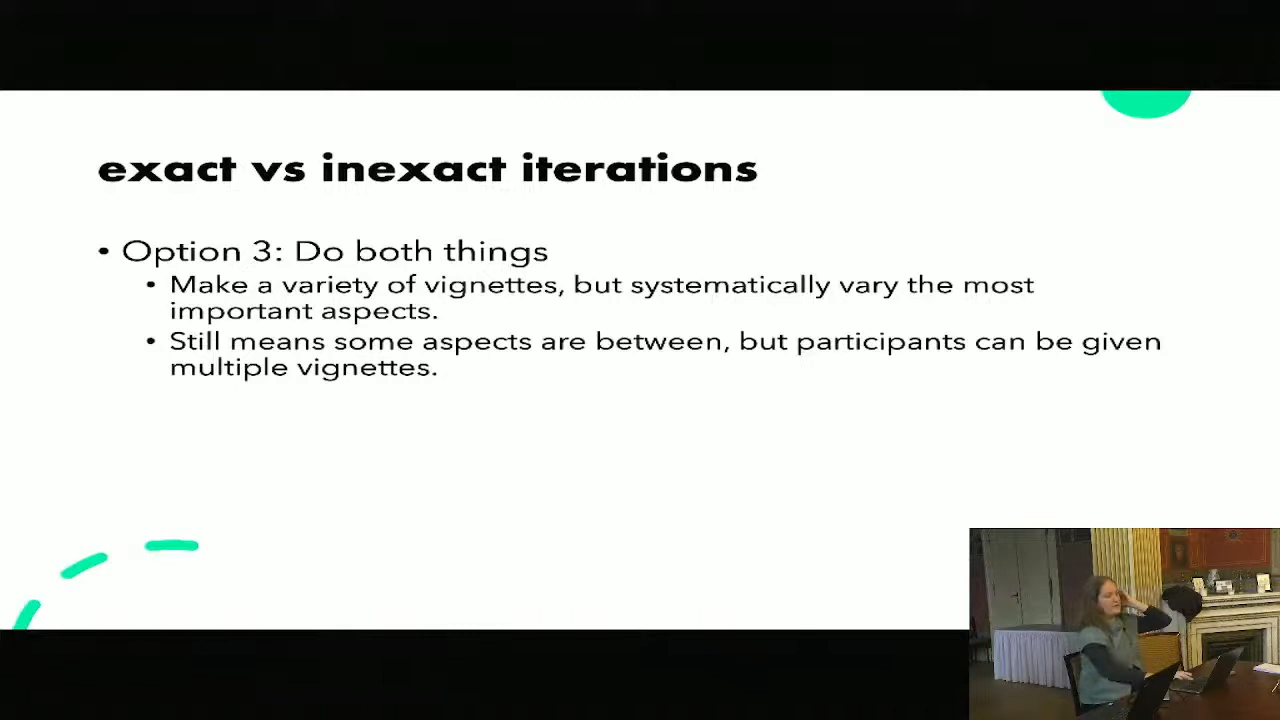 exact vs inexact iterations
• Option 3: Do both things
• Make a variety of vignettes, but systematically vary the most
important aspects.
• Still means some aspects are between, but participants can be given
multiple vignettes.